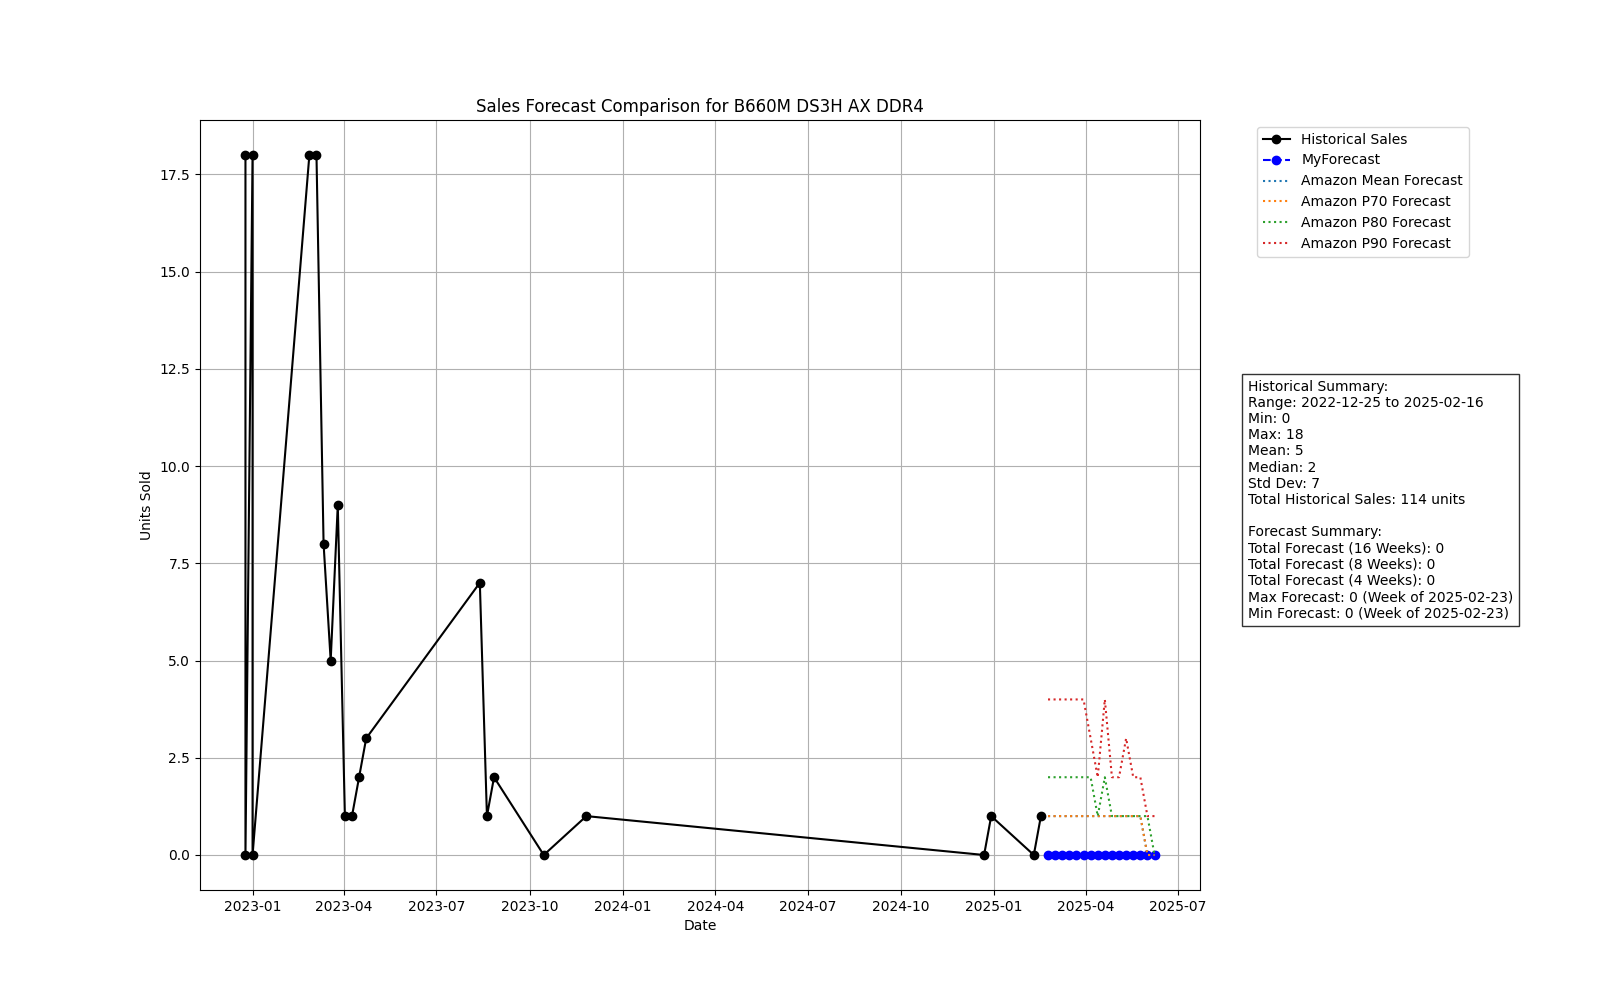 Sales Forecast Comparison for B660M DS3H AX DDR4
Units Sold
17.5
15.0
12.5
10.0
7.5
5.0
2.5
0.0
2023-01 2023-04 2023-07 2023-10 2024-01 2024-04 2024-07 2024-10 2025-01 2025-04 2025-07
Date
Historical Sales
MyForecast
Amazon Mean Forecast
Amazon P70 Forecast
Amazon P80 Forecast
Amazon P90 Forecast
Historical Summary:
Range: 2022-12-25 to 2025-02-16
Min: 0
Max: 18
Mean: 5
Median: 2
Std Dev: 7
Total Historical Sales: 114 units
Forecast Summary:
Total Forecast (16 Weeks): 0
Total Forecast (8 Weeks): 0
Total Forecast (4 Weeks): 0
Max Forecast: 0 (Week of 2025-02-23)
Min Forecast: 0 (Week of 2025-02-23)